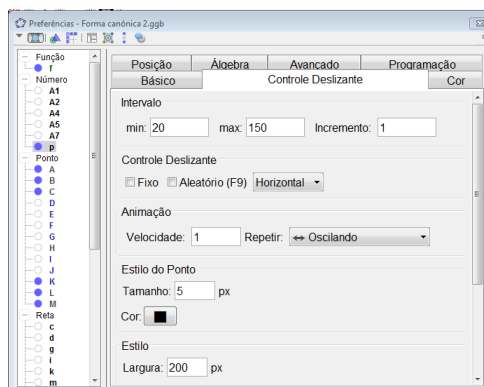 Preferências - Forma canônica 2.ggb
Função
f
Número
A1
A2
A4
A5
A7
p
Ponto
A
B
C
D
E
F
G
H
I
J
K
L
M
Reta
c
d
g
i
k
m
Posição Álgebra Avançado Programação
Básico Controle Deslizante Cor
Intervalo
min: 20 max: 150 Incremento: 1
Controle Deslizante
Fixo Aleatório (F9) Horizontal
Animação
Velocidade: 1 Repetir: ⇔ Oscilando
Estilo do Ponto
Tamanho: 5 px
Cor:
Estilo
Largura: 200 px